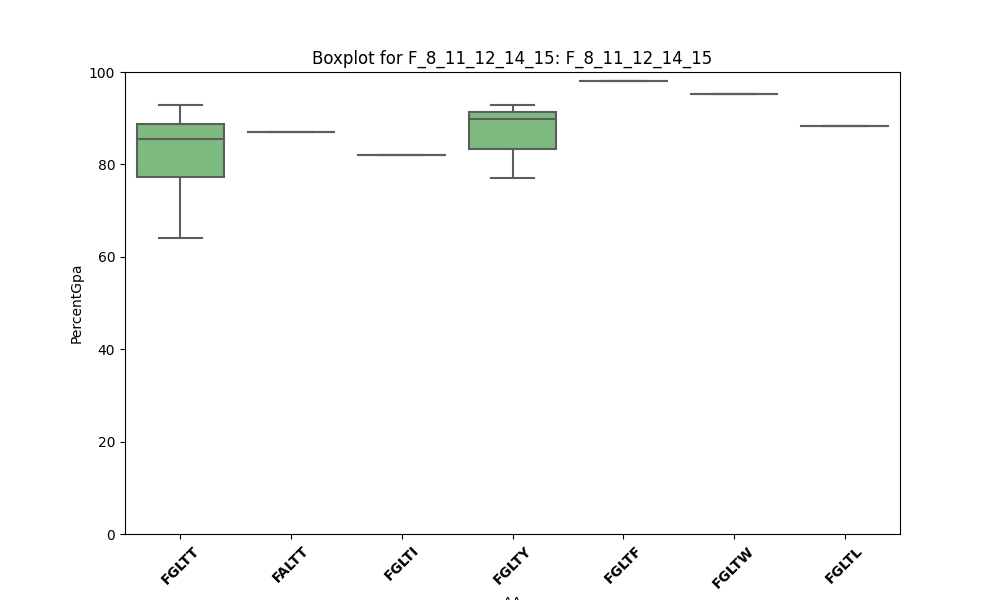 Boxplot for F_8_11_12_14_15: F_8_11_12_14_15
100
80
60
40
20
0
PercentGpa
FGLTT
FALTT
FGLTI
FGLTY
FGLTF
FGLTW
FGLTL